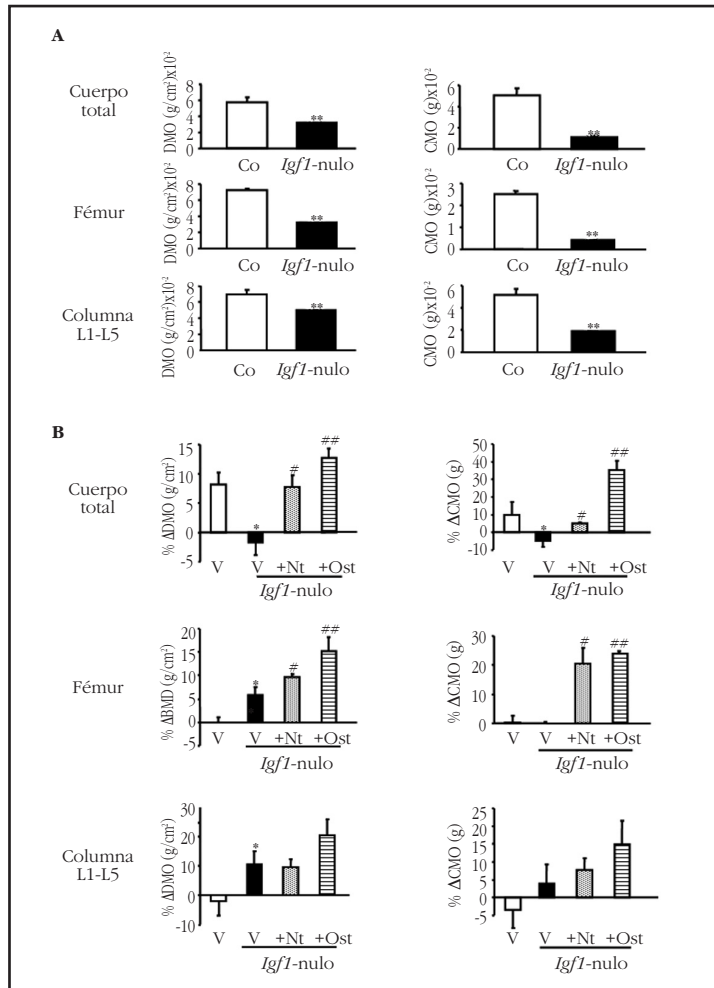 A
Cuerpo
total
DMO (g/cm²)x10⁻²
8
6
4
2
0
**
Co Igf1-nulo
CMO (g)x10⁻²
6
4
2
0
**
Co Igf1-nulo
Fémur
DMO (g/cm²)x10⁻²
8
6
4
2
0
**
Co Igf1-nulo
CMO (g)x10⁻²
3
2
1
0
**
Co Igf1-nulo
Columna
L1-L5
DMO (g/cm²)x10⁻²
8
6
4
2
0
**
Co Igf1-nulo
CMO (g)x10⁻²
6
4
2
0
**
Co Igf1-nulo
B
Cuerpo
total
% ΔDMO (g/cm²)
15
10
5
0
-5
* # ##
V V +Nt +Ost
Igf1-nulo
% ΔCMO (g)
50
40
30
20
10
0
-10
* # ##
V V +Nt +Ost
Igf1-nulo
Fémur
% ΔBMD (g/cm²)
20
15
10
5
0
-5
* # ##
V V +Nt +Ost
Igf1-nulo
% ΔCMO (g)
30
20
10
0
# ##
V V +Nt +Ost
Igf1-nulo
Columna
L1-L5
% ΔDMO (g/cm²)
30
20
10
0
-10
*
V V +Nt +Ost
Igf1-nulo
% ΔCMO (g)
25
20
15
10
5
0
-5
V V +Nt +Ost
Igf1-nulo